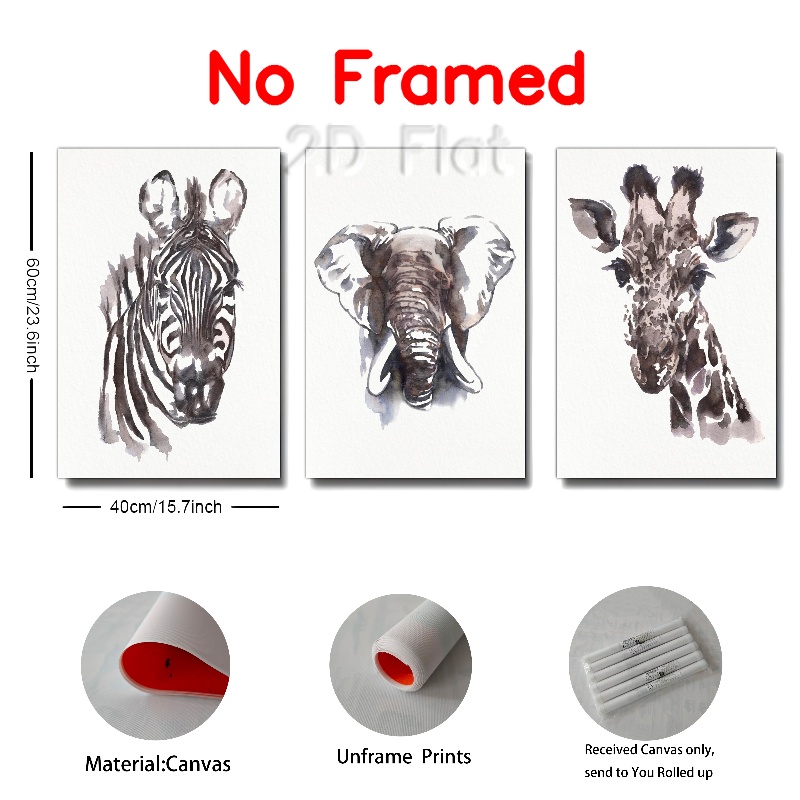 No Framed
2D Flat
60cm/23.6inch
40cm/15.7inch
Material:Canvas
Unframe Prints
Received Canvas only,
send to You Rolled up